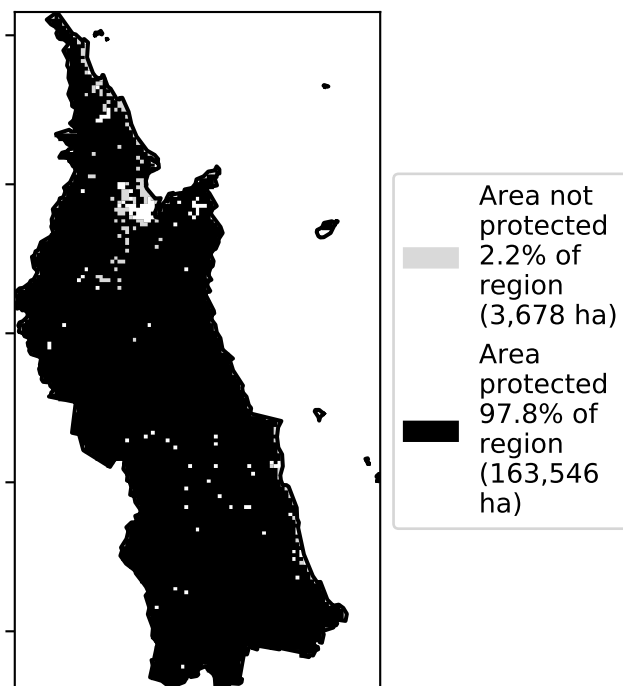 Area not
protected
2.2% of
region
(3,678 ha)
Area
protected
97.8% of
region
(163,546
ha)